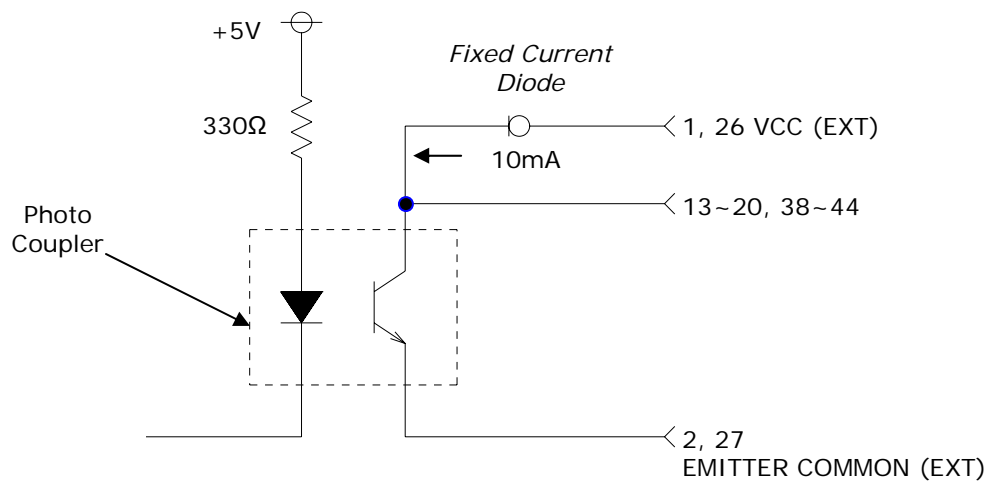 +5V
Fixed Current
Diode
330Ω
1, 26 VCC (EXT)
10mA
13~20, 38~44
Photo
Coupler
2, 27
EMITTER COMMON (EXT)